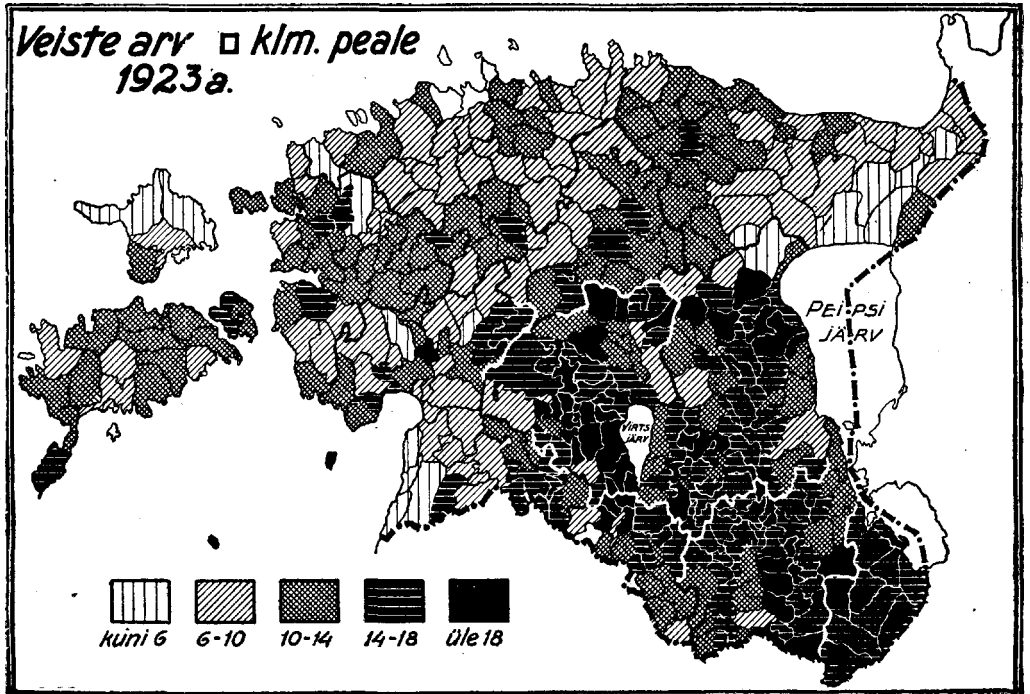 Veiste arv □ klm. peale
1923 a.
PEIPSI
JÄRV
VIRTS
JÄRV
kuni 6
6-10
10-14
14-18
üle 18